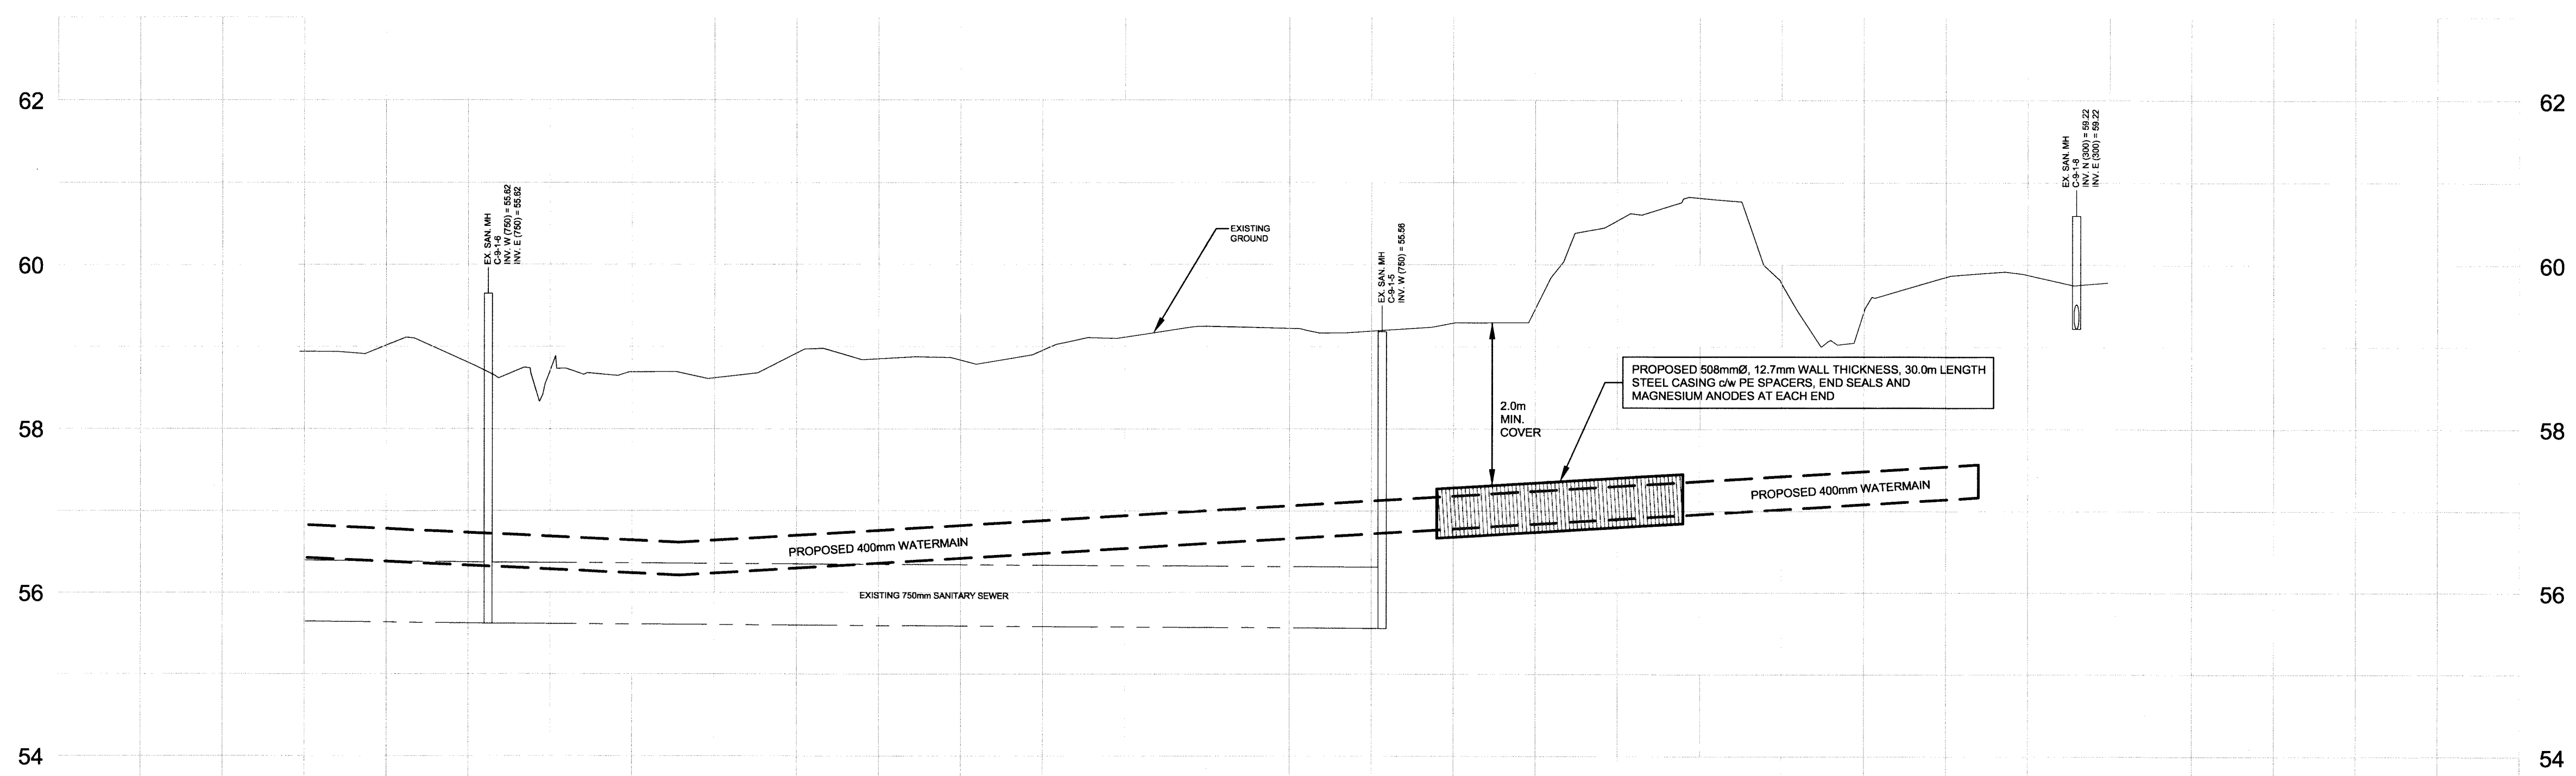 62
62
EX. SAN. MH
C-9-1-8
INV. N (300) = 59.22
INV. E (300) = 59.22
EX. SAN. MH
C-9-1-6
INV. W (750) = 55.62
INV. E (750) = 55.62
EXISTING
GROUND
EX. SAN. MH
C-9-1-5
INV. W (750) = 55.56
60
60
PROPOSED 508mmØ, 12.7mm WALL THICKNESS, 30.0m LENGTH
STEEL CASING c/w PE SPACERS, END SEALS AND
MAGNESIUM ANODES AT EACH END
2.0m
MIN.
COVER
58
58
PROPOSED 400mm WATERMAIN
PROPOSED 400mm WATERMAIN
56
EXISTING 750mm SANITARY SEWER
56
54
54